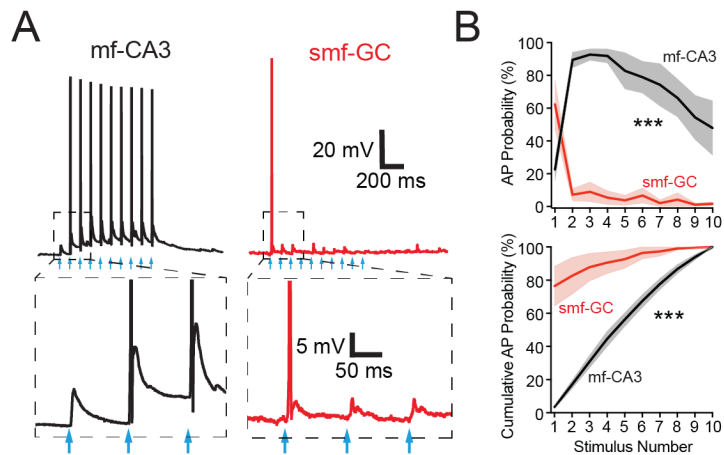 A
mf-CA3
smf-GC
20 mV
200 ms
5 mV
50 ms
B
AP Probability (%)
100
80
60
40
20
0
mf-CA3
***
smf-GC
1 2 3 4 5 6 7 8 9 10
Cumulative AP Probability (%)
100
80
60
40
20
0
smf-GC
***
mf-CA3
1 2 3 4 5 6 7 8 9 10
Stimulus Number